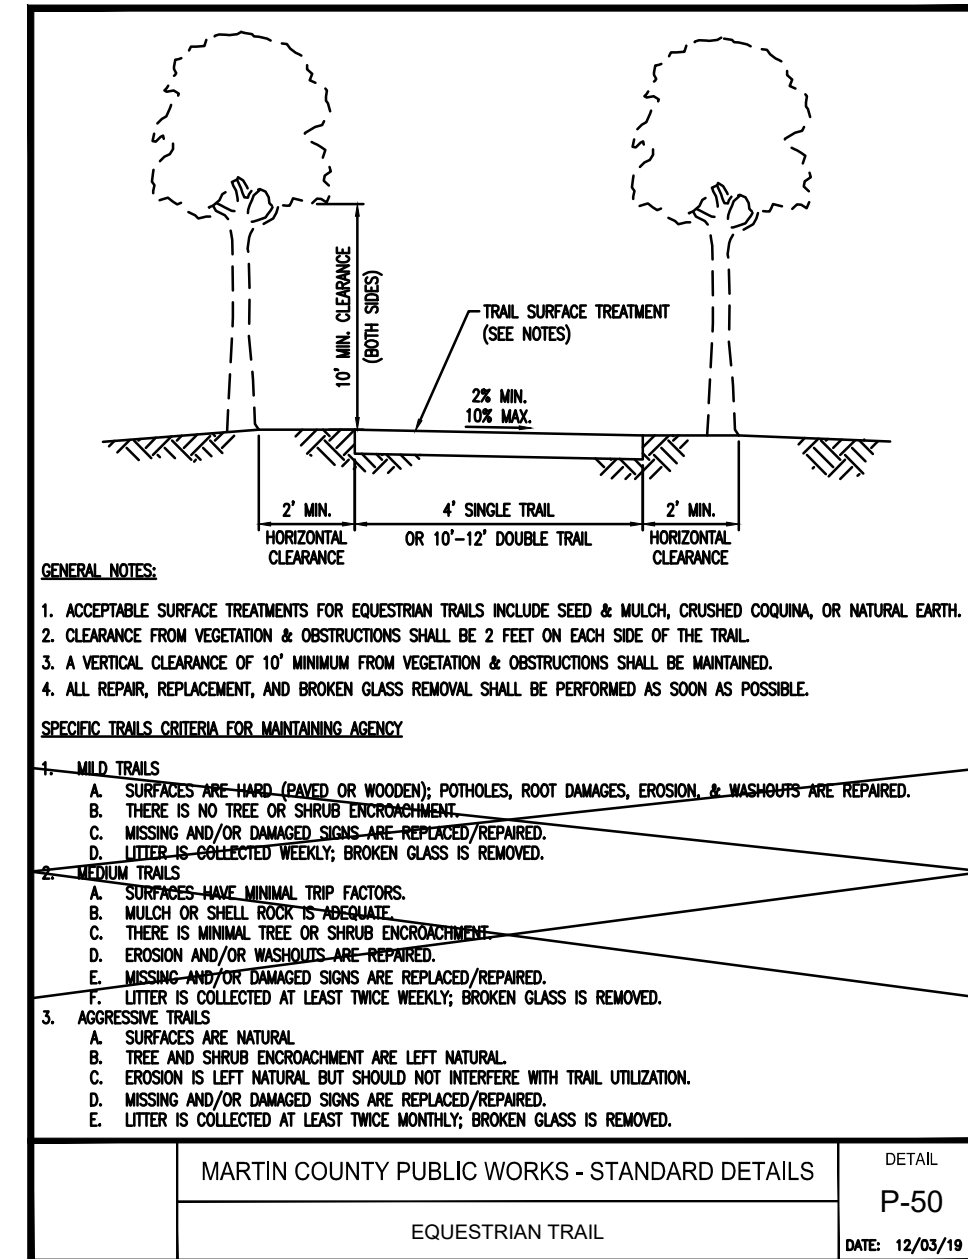 10' MIN. CLEARANCE
(BOTH SIDES)
TRAIL SURFACE TREATMENT
(SEE NOTES)
2% MIN.
10% MAX.
2' MIN.
HORIZONTAL
CLEARANCE
4' SINGLE TRAIL
OR 10'-12' DOUBLE TRAIL
2' MIN.
HORIZONTAL
CLEARANCE
GENERAL NOTES:
1. ACCEPTABLE SURFACE TREATMENTS FOR EQUESTRIAN TRAILS INCLUDE SEED & MULCH, CRUSHED COQUINA, OR NATURAL EARTH.
2. CLEARANCE FROM VEGETATION & OBSTRUCTIONS SHALL BE 2 FEET ON EACH SIDE OF THE TRAIL.
3. A VERTICAL CLEARANCE OF 10' MINIMUM FROM VEGETATION & OBSTRUCTIONS SHALL BE MAINTAINED.
4. ALL REPAIR, REPLACEMENT, AND BROKEN GLASS REMOVAL SHALL BE PERFORMED AS SOON AS POSSIBLE.
SPECIFIC TRAILS CRITERIA FOR MAINTAINING AGENCY
1. MILD TRAILS
A. SURFACES ARE HARD (PAVED OR WOODEN); POTHOLES, ROOT DAMAGES, EROSION, & WASHOUTS ARE REPAIRED.
B. THERE IS NO TREE OR SHRUB ENCROACHMENT.
C. MISSING AND/OR DAMAGED SIGNS ARE REPLACED/REPAIRED.
D. LITTER IS COLLECTED WEEKLY; BROKEN GLASS IS REMOVED.
2. MEDIUM TRAILS
A. SURFACES HAVE MINIMAL TRIP FACTORS.
B. MULCH OR SHELL ROCK IS ADEQUATE.
C. THERE IS MINIMAL TREE OR SHRUB ENCROACHMENT.
D. EROSION AND/OR WASHOUTS ARE REPAIRED.
E. MISSING AND/OR DAMAGED SIGNS ARE REPLACED/REPAIRED.
F. LITTER IS COLLECTED AT LEAST TWICE WEEKLY; BROKEN GLASS IS REMOVED.
3. AGGRESSIVE TRAILS
A. SURFACES ARE NATURAL
B. TREE AND SHRUB ENCROACHMENT ARE LEFT NATURAL.
C. EROSION IS LEFT NATURAL BUT SHOULD NOT INTERFERE WITH TRAIL UTILIZATION.
D. MISSING AND/OR DAMAGED SIGNS ARE REPLACED/REPAIRED.
E. LITTER IS COLLECTED AT LEAST TWICE MONTHLY; BROKEN GLASS IS REMOVED.
MARTIN COUNTY PUBLIC WORKS - STANDARD DETAILS
EQUESTRIAN TRAIL
DETAIL
P-50
DATE: 12/03/19